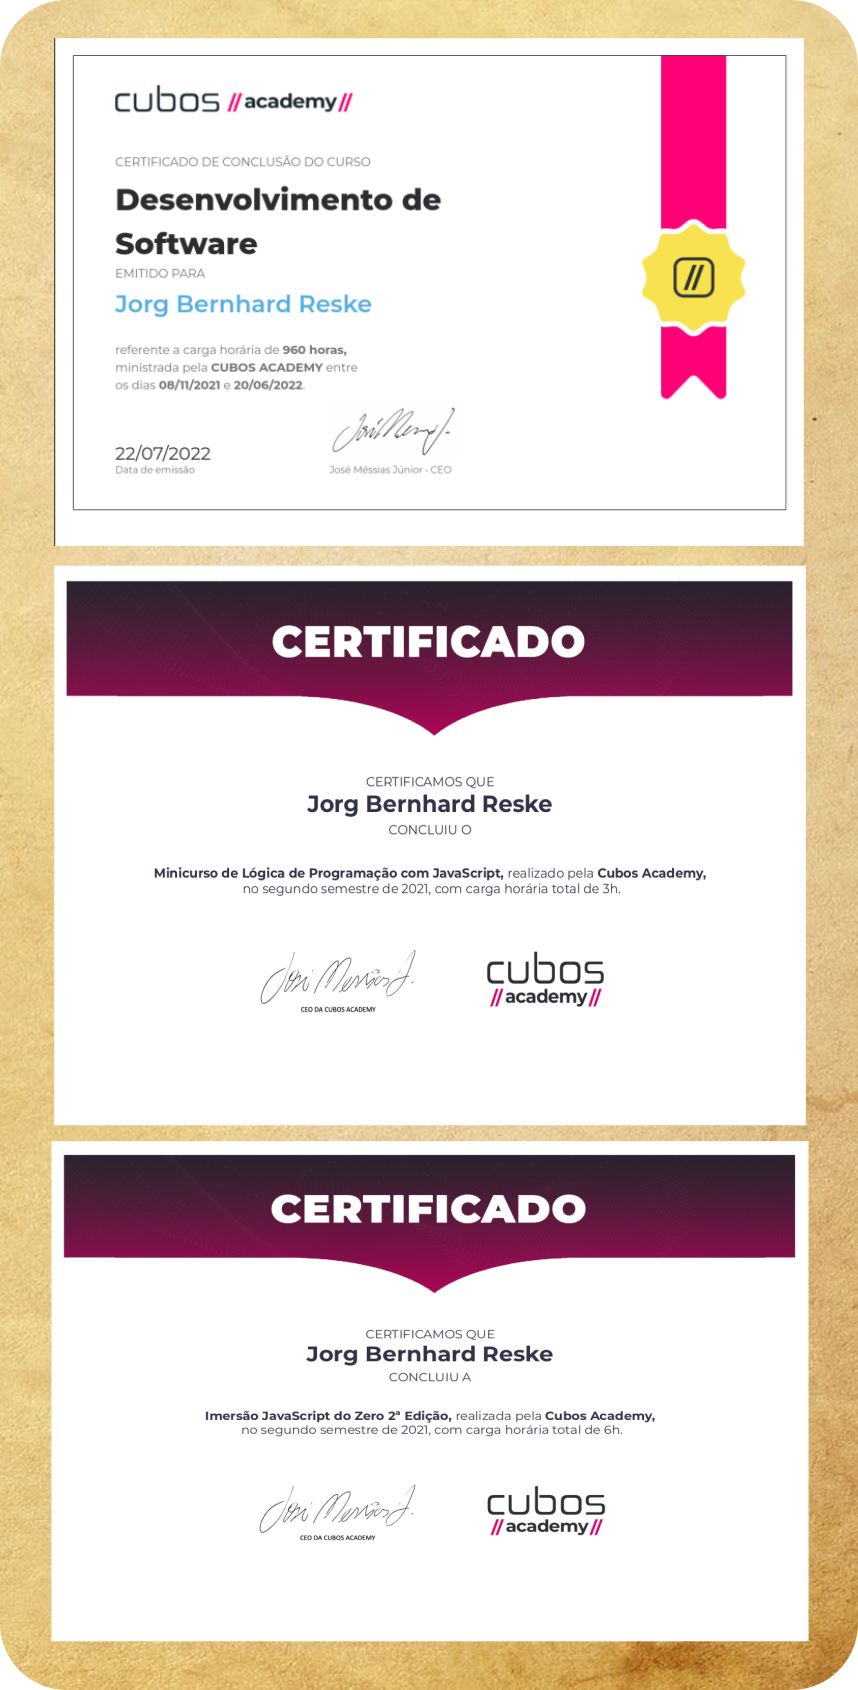 cubos //academy//
CERTIFICADO DE CONCLUSÃO DO CURSO
Desenvolvimento de
Software
EMITIDO PARA
Jorg Bernhard Reske
referente a carga horária de 960 horas,
ministrada pela CUBOS ACADEMY entre
os dias 08/11/2021 e 20/06/2022.
22/07/2022
Data de emissão
José Méssias Júnior • CEO
//
CERTIFICADO
CERTIFICAMOS QUE
Jorg Bernhard Reske
CONCLUIU O
Minicurso de Lógica de Programação com JavaScript, realizado pela Cubos Academy,
no segundo semestre de 2021, com carga horária total de 3h.
José Messias J.
CEO DA CUBOS ACADEMY
cubos
//academy//
CERTIFICADO
CERTIFICAMOS QUE
Jorg Bernhard Reske
CONCLUIU A
Imersão JavaScript do Zero 2ª Edição, realizada pela Cubos Academy,
no segundo semestre de 2021, com carga horária total de 6h.
José Messias J.
CEO DA CUBOS ACADEMY
cubos
//academy//